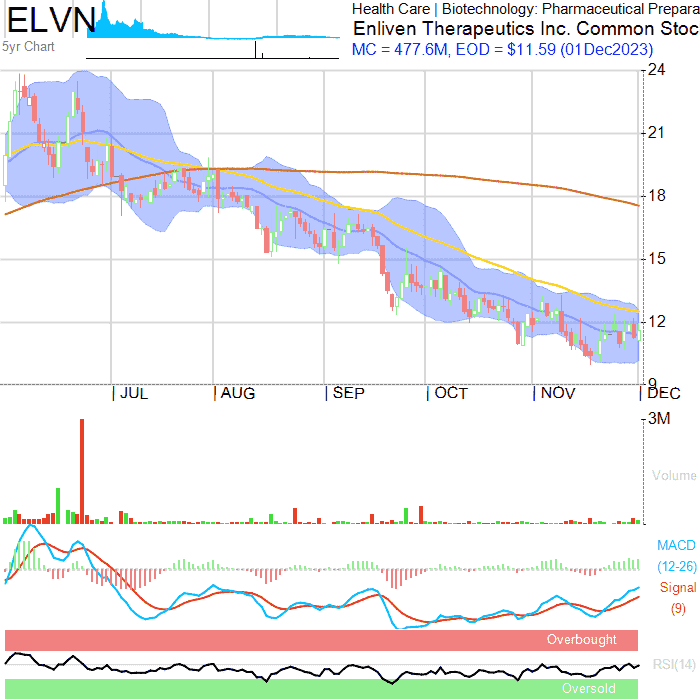 ELVN
5yr Chart
Health Care | Biotechnology: Pharmaceutical Prepara
Enliven Therapeutics Inc. Common Stoc
MC = 477.6M, EOD = $11.59 (01Dec2023)
24
21
18
15
12
9
JUL AUG SEP OCT NOV DEC
3M
Volume
MACD
(12-26)
Signal
(9)
Overbought
RSI(14)
Oversold